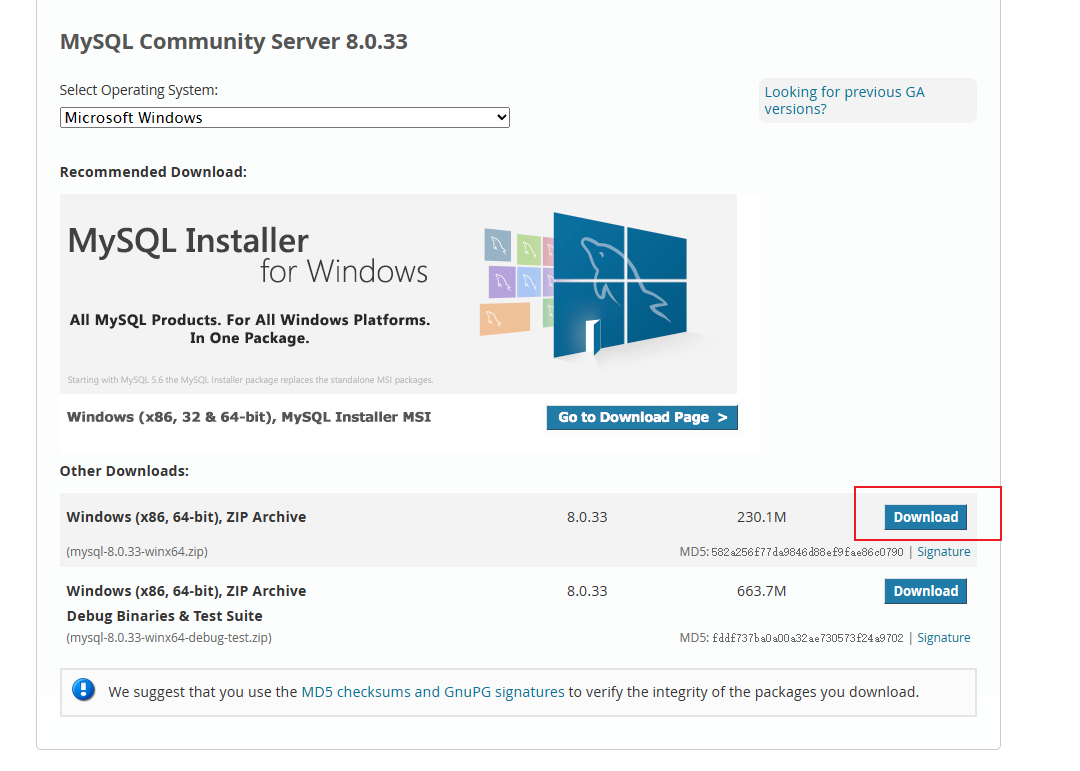 MySQL Community Server 8.0.33
Select Operating System:
Looking for previous GA
versions?
Microsoft Windows
Recommended Download:
MySQL Installer
for Windows
All MySQL Products. For All Windows Platforms.
In One Package.
Starting with MySQL 5.6 the MySQL Installer package replaces the standalone MSI packages.
Windows (x86, 32 & 64-bit), MySQL Installer MSI
Go to Download Page >
Other Downloads:
Windows (x86, 64-bit), ZIP Archive 8.0.33 230.1M Download
(mysql-8.0.33-winx64.zip) MD5: 582a256f77da9846d88ef9fae86c0790 | Signature
Windows (x86, 64-bit), ZIP Archive 8.0.33 663.7M Download
Debug Binaries & Test Suite
(mysql-8.0.33-winx64-debug-test.zip) MD5: fddf737ba0a00a32ae730573f24a9702 | Signature
We suggest that you use the MD5 checksums and GnuPG signatures to verify the integrity of the packages you download.